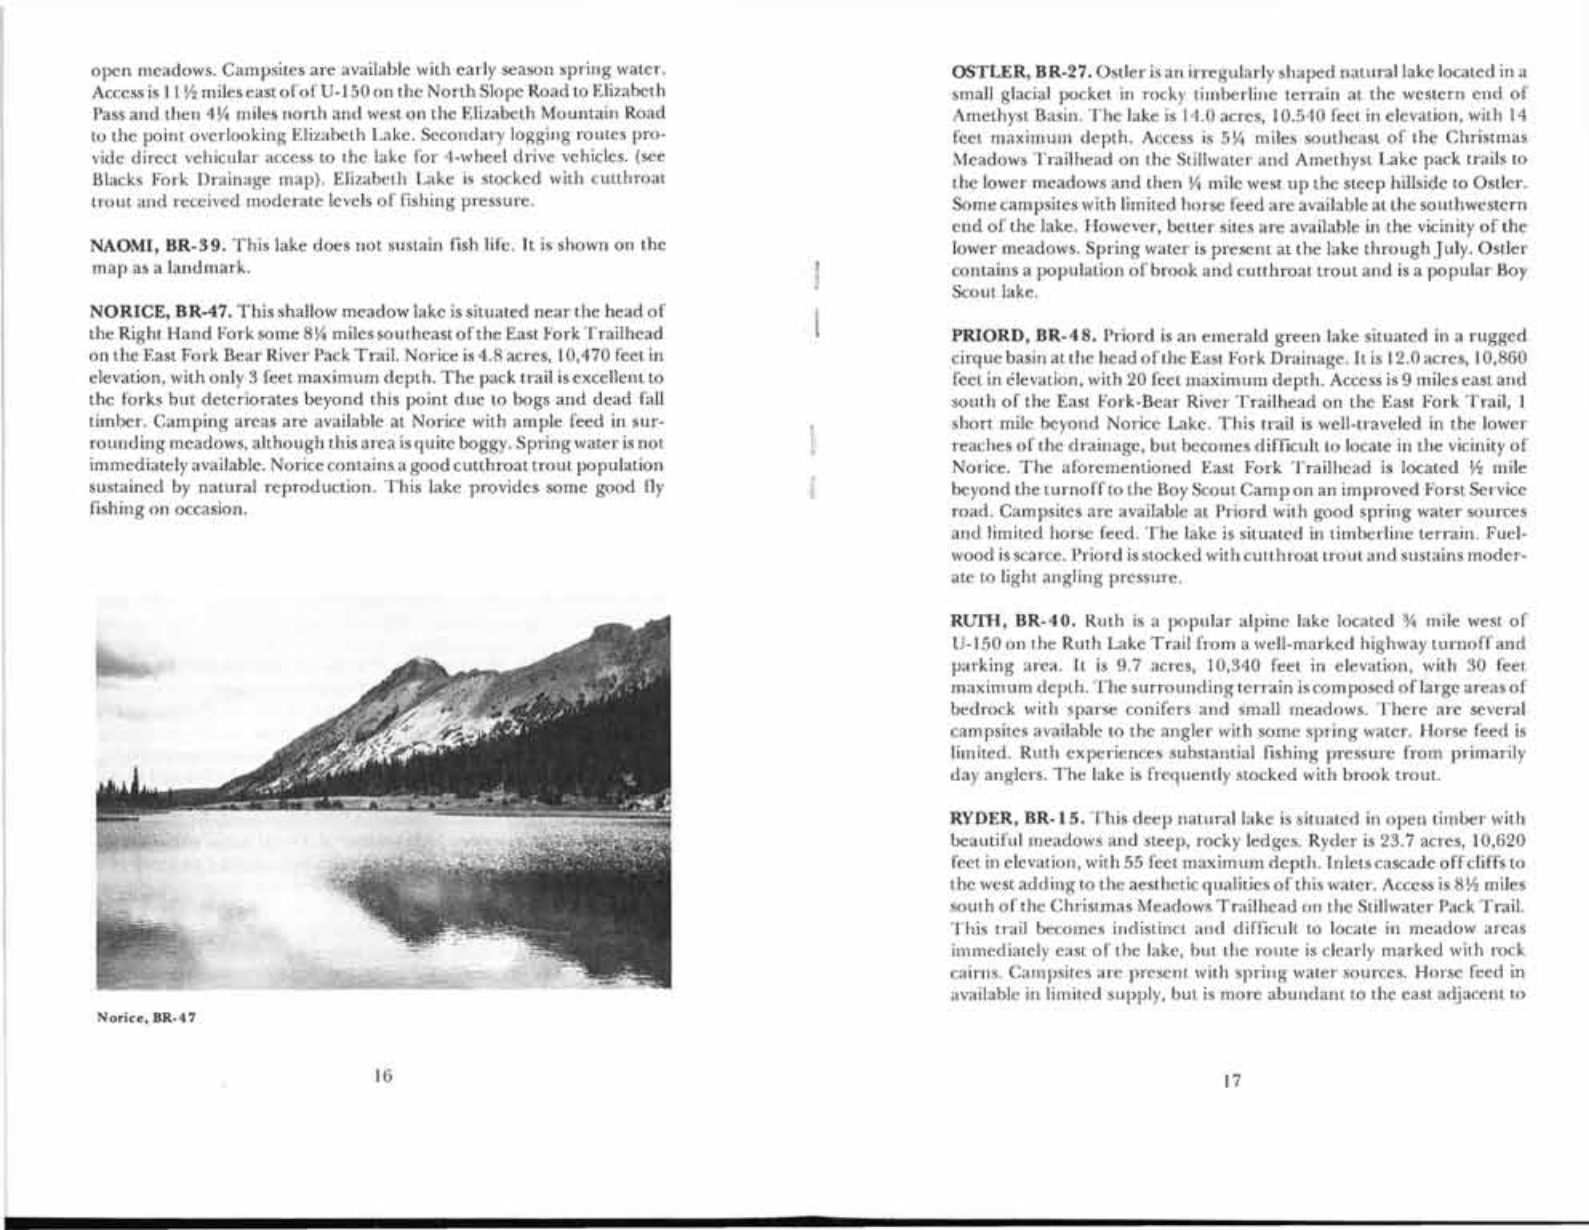 open meadows. Campsites are available with early season spring water.
Access is 11½ miles east of of U-150 on the North Slope Road to Elizabeth
Pass and then 4¼ miles north and west on the Elizabeth Mountain Road
to the point overlooking Elizabeth Lake. Secondary logging routes pro-
vide direct vehicular access to the lake for 4-wheel drive vehicles. (see
Blacks Fork Drainage map). Elizabeth Lake is stocked with cutthroat
trout and received moderate levels of fishing pressure.
NAOMI, BR-39. This lake does not sustain fish life. It is shown on the
map as a landmark.
NORICE, BR-47. This shallow meadow lake is situated near the head of
the Right Hand Fork some 8¼ miles southeast of the East Fork Trailhead
on the East Fork Bear River Pack Trail. Norice is 4.8 acres, 10,470 feet in
elevation, with only 3 feet maximum depth. The pack trail is excellent to
the forks but deteriorates beyond this point due to bogs and dead fall
timber. Camping areas are available at Norice with ample feed in sur-
rounding meadows, although this area is quite boggy. Spring water is not
immediately available. Norice contains a good cutthroat trout population
sustained by natural reproduction. This lake provides some good fly
fishing on occasion.
Norice, BR-47
16
OSTLER, BR-27. Ostler is an irregularly shaped natural lake located in a
small glacial pocket in rocky timberline terrain at the western end of
Amethyst Basin. The lake is 14.0 acres, 10.540 feet in elevation, with 14
feet maximum depth. Access is 5¼ miles southeast of the Christmas
Meadows Trailhead on the Stillwater and Amethyst Lake pack trails to
the lower meadows and then ¼ mile west up the steep hillside to Ostler.
Some campsites with limited horse feed are available at the southwestern
end of the lake. However, better sites are available in the vicinity of the
lower meadows. Spring water is present at the lake through July. Ostler
contains a population of brook and cutthroat trout and is a popular Boy
Scout lake.
PRIORD, BR-48. Priord is an emerald green lake situated in a rugged
cirque basin at the head of the East Fork Drainage. It is 12.0 acres, 10,860
feet in elevation, with 20 feet maximum depth. Access is 9 miles east and
south of the East Fork-Bear River Trailhead on the East Fork Trail, 1
short mile beyond Norice Lake. This trail is well-traveled in the lower
reaches of the drainage, but becomes difficult to locate in the vicinity of
Norice. The aforementioned East Fork Trailhead is located ½ mile
beyond the turnoff to the Boy Scout Camp on an improved Forst Service
road. Campsites are available at Priord with good spring water sources
and limited horse feed. The lake is situated in timberline terrain. Fuel-
wood is scarce. Priord is stocked with cutthroat trout and sustains moder-
ate to light angling pressure.
RUTH, BR-40. Ruth is a popular alpine lake located ¾ mile west of
U-150 on the Ruth Lake Trail from a well-marked highway turnoff and
parking area. It is 9.7 acres, 10,340 feet in elevation, with 30 feet
maximum depth. The surrounding terrain is composed of large areas of
bedrock with sparse conifers and small meadows. There are several
campsites available to the angler with some spring water. Horse feed is
limited. Ruth experiences substantial fishing pressure from primarily
day anglers. The lake is frequently stocked with brook trout.
RYDER, BR-15. This deep natural lake is situated in open timber with
beautiful meadows and steep, rocky ledges. Ryder is 23.7 acres, 10,620
feet in elevation, with 55 feet maximum depth. Inlets cascade off cliffs to
the west adding to the aesthetic qualities of this water. Access is 8½ miles
south of the Christmas Meadows Trailhead on the Stillwater Pack Trail.
This trail becomes indistinct and difficult to locate in meadow areas
immediately east of the lake, but the route is clearly marked with rock
cairns. Campsites are present with spring water sources. Horse feed in
available in limited supply, but is more abundant to the east adjacent to
17